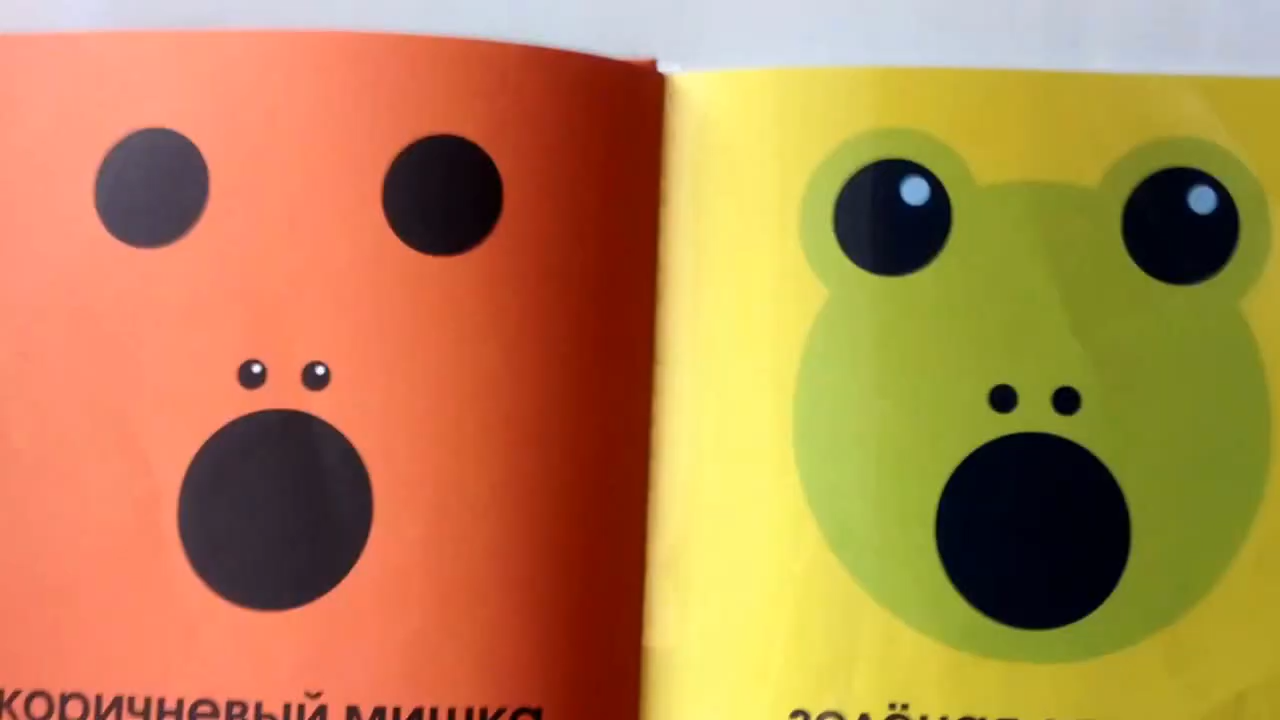 коричневый мишка
зелёная